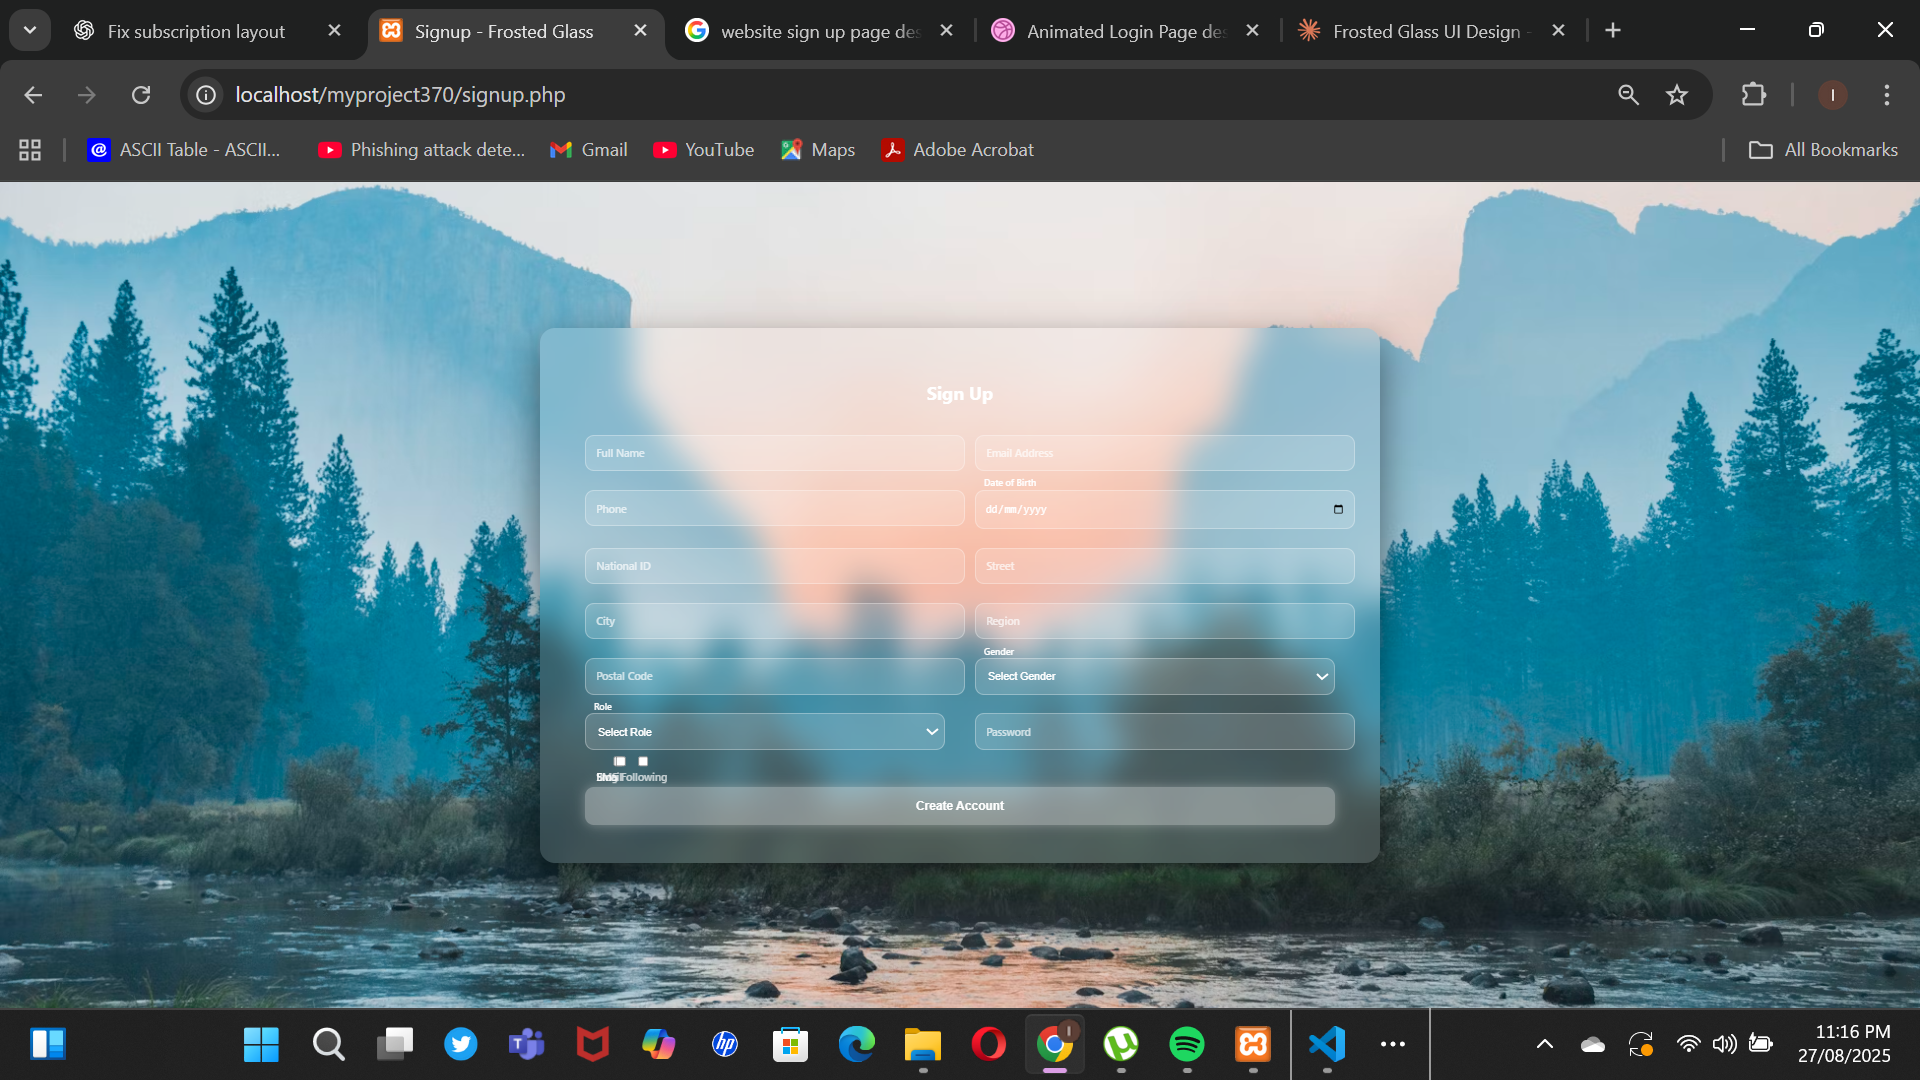 Fix subscription layout
Signup - Frosted Glass
website sign up page des
Animated Login Page des
Frosted Glass UI Design -
localhost/myproject370/signup.php
I
ASCII Table - ASCII...
Phishing attack dete...
Gmail
YouTube
Maps
Adobe Acrobat
All Bookmarks
Sign Up
Full Name
Email Address
Date of Birth
Phone
dd/mm/yyyy
National ID
Street
City
Region
Gender
Postal Code
Select Gender
Role
Select Role
Password
Following
Create Account
11:16 PM
27/08/2025